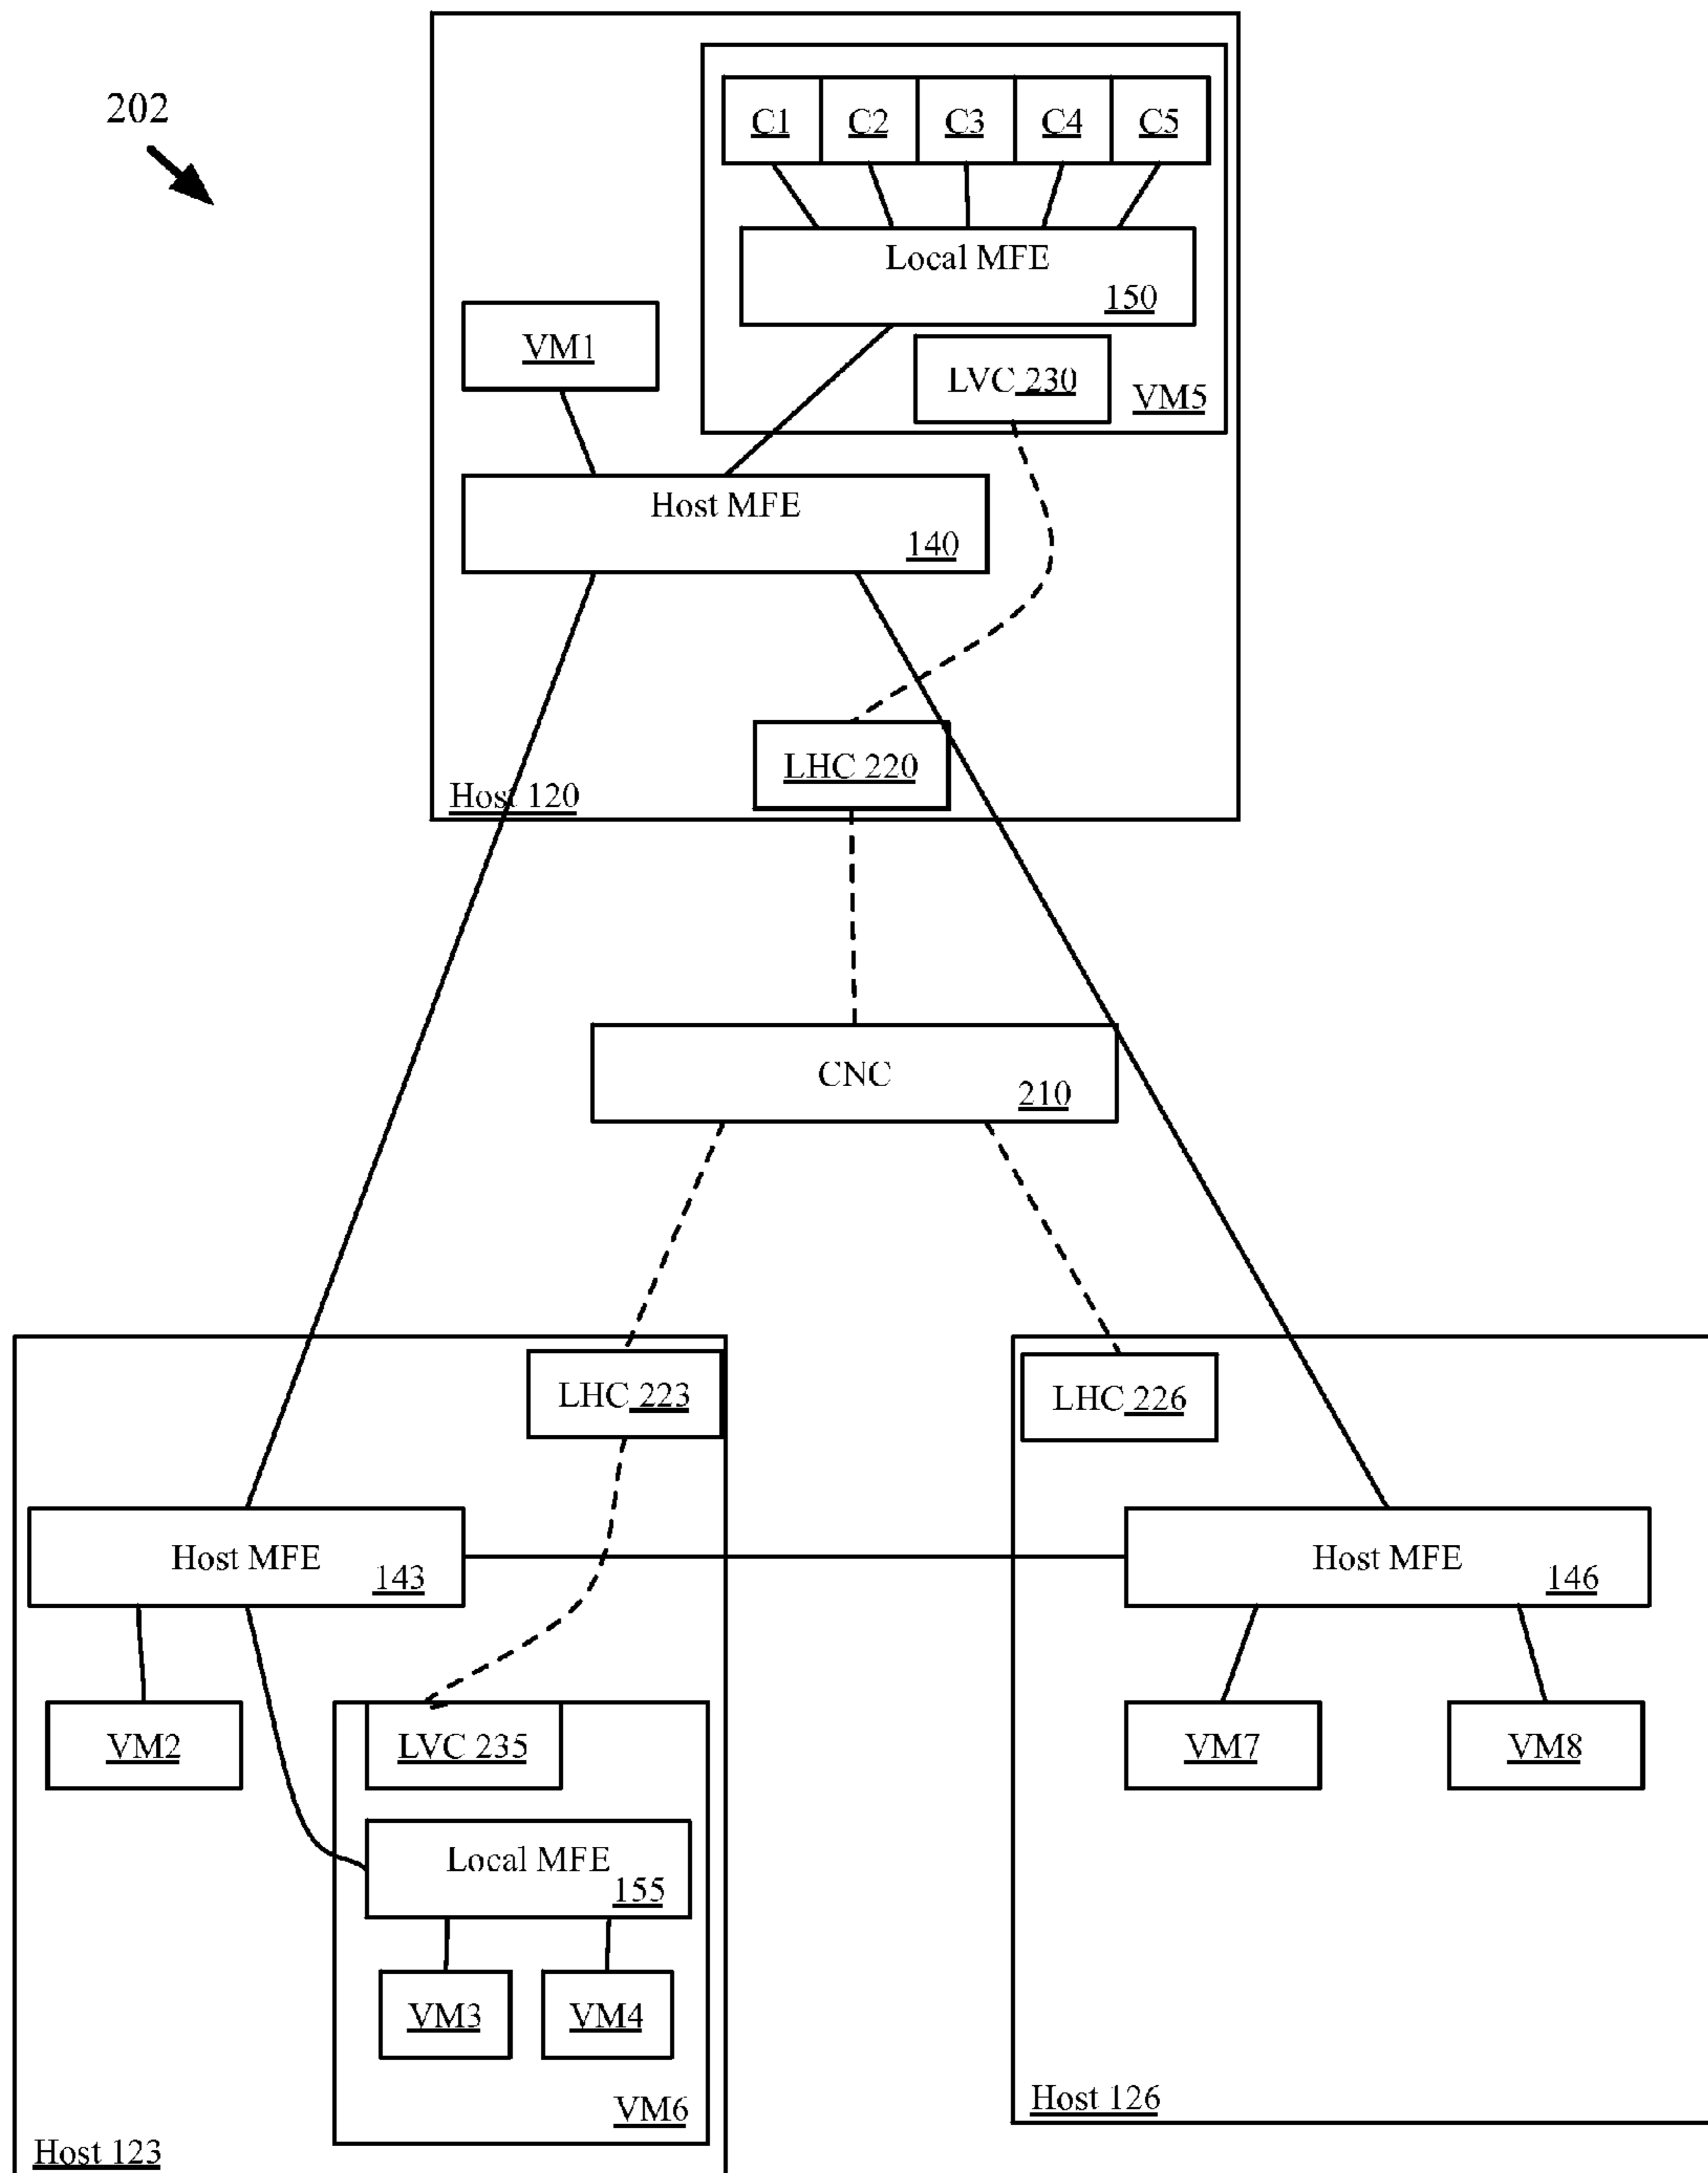 202
C1 C2 C3 C4 C5
Local MFE
150
VM1
LVC 230
VM5
Host MFE
140
LHC 220
Host 120
CNC
210
LHC 223
LHC 226
Host MFE
143
Host MFE
146
VM2
LVC 235
VM7
VM8
Local MFE
155
VM3
VM4
VM6
Host 126
Host 123